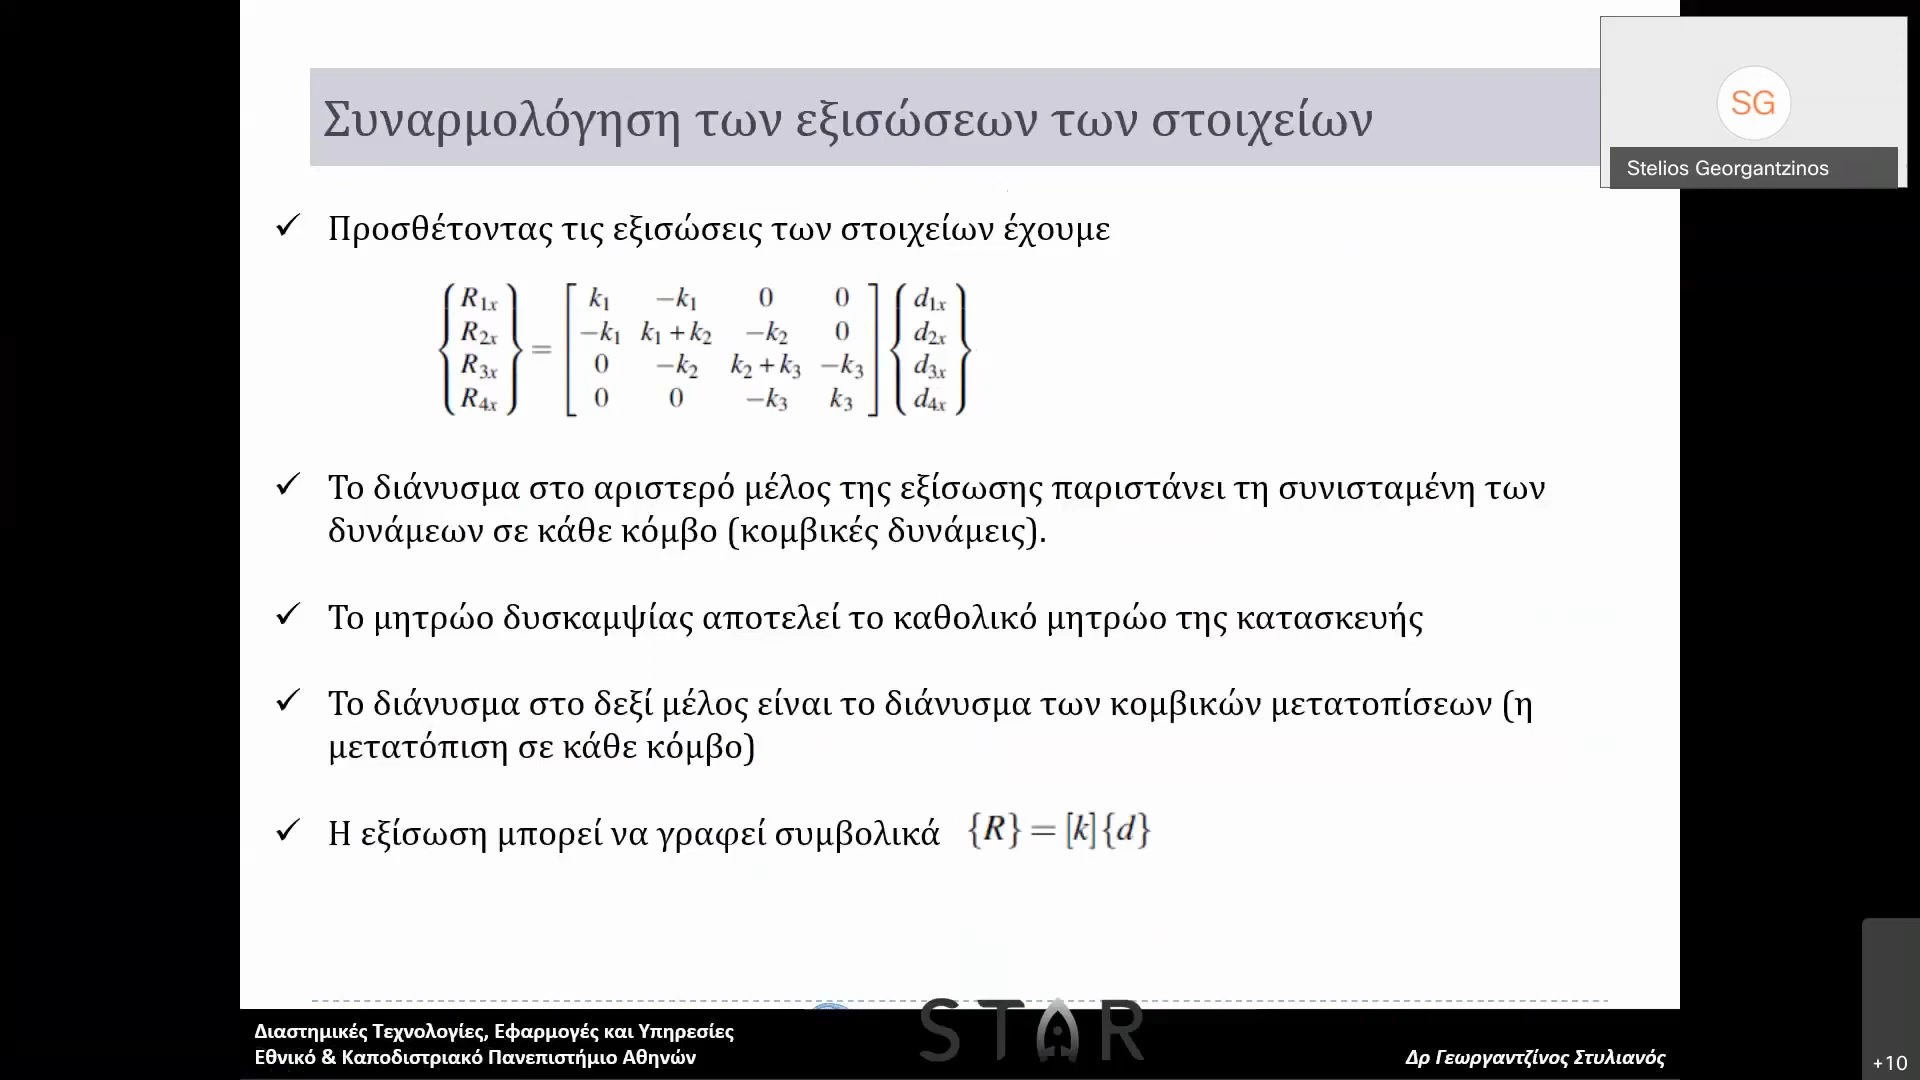 Συναρμολόγηση των εξισώσεων των στοιχείων
SG
Stelios Georgantzinos
✓ Προσθέτοντας τις εξισώσεις των στοιχείων έχουμε
{R1x} [k1 −k1 0 0] {d1x}
{R2x} = [−k1 k1 + k2 −k2 0] {d2x}
{R3x} [0 −k2 k2 + k3 −k3] {d3x}
{R4x} [0 0 −k3 k3] {d4x}
✓ Το διάνυσμα στο αριστερό μέλος της εξίσωσης παριστάνει τη συνισταμένη των
δυνάμεων σε κάθε κόμβο (κομβικές δυνάμεις).
✓ Το μητρώο δυσκαμψίας αποτελεί το καθολικό μητρώο της κατασκευής
✓ Το διάνυσμα στο δεξί μέλος είναι το διάνυσμα των κομβικών μετατοπίσεων (η
μετατόπιση σε κάθε κόμβο)
✓ Η εξίσωση μπορεί να γραφεί συμβολικά {R} = [k]{d}
Διαστημικές Τεχνολογίες, Εφαρμογές και Υπηρεσίες
Εθνικό & Καποδιστριακό Πανεπιστήμιο Αθηνών
STAR
Δρ Γεωργαντζίνος Στυλιανός
+10